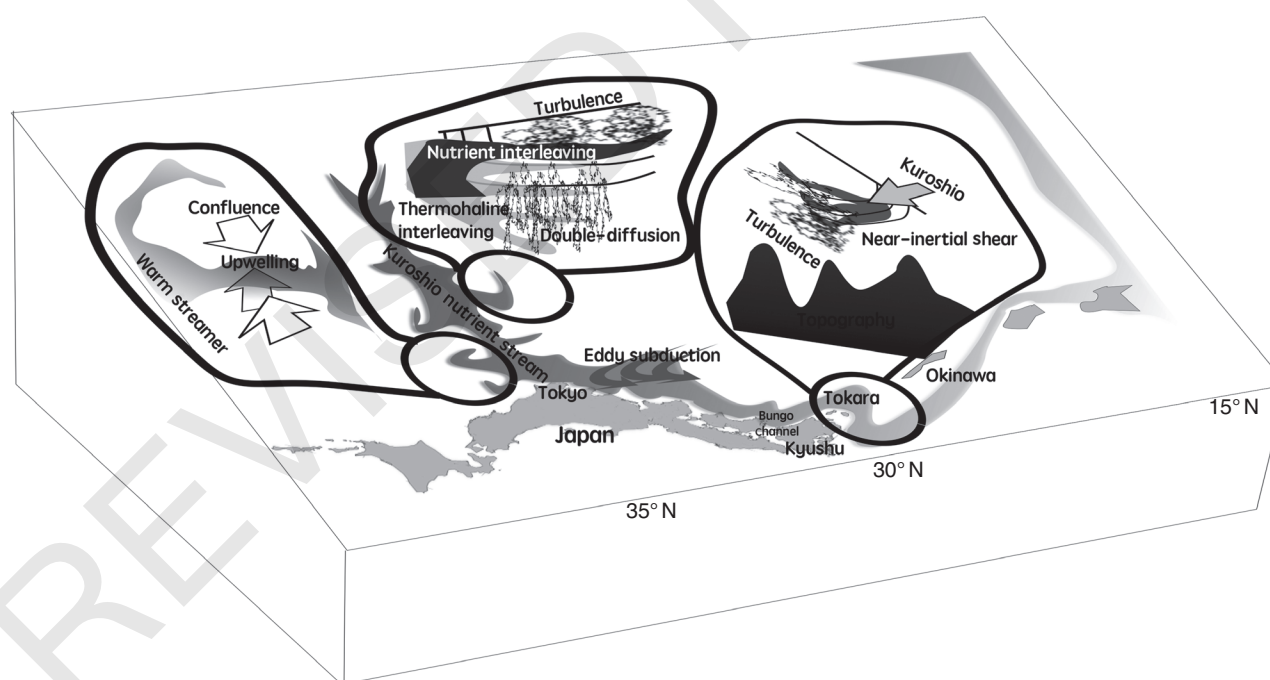 Turbulence
Nutrient interleaving
Thermohaline
interleaving
Double-diffusion
Confluence
Upwelling
Warm streamer
Kuroshio nutrient stream
Kuroshio
Turbulence
Near-inertial shear
Topography
Eddy subduction
Okinawa
Tokara
Tokyo
Japan
Bungo
Channel
Kyushu
15° N
30° N
35° N
REVISED